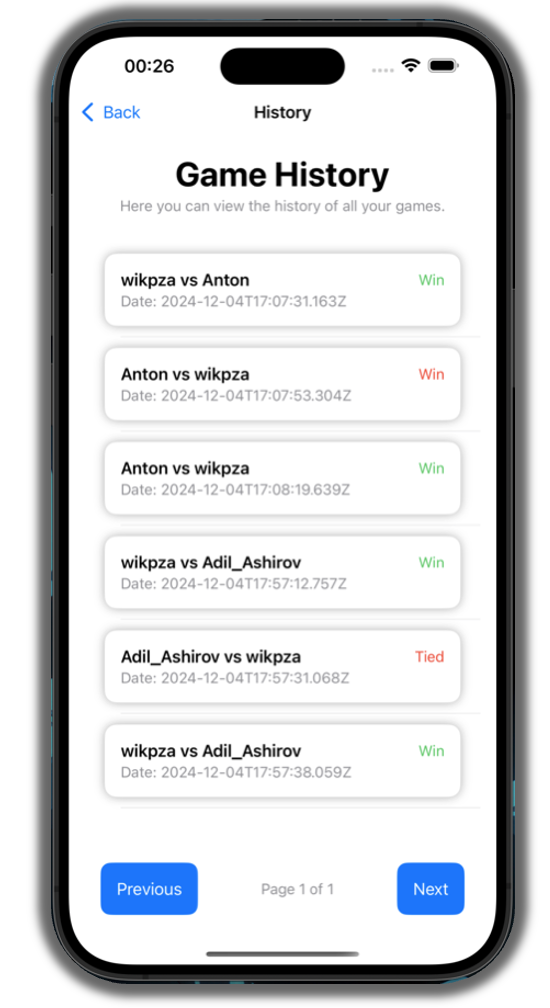 00:26
Back
History
Game History
Here you can view the history of all your games.
wikpza vs Anton
Win
Date: 2024-12-04T17:07:31.163Z
Anton vs wikpza
Win
Date: 2024-12-04T17:07:53.304Z
Anton vs wikpza
Win
Date: 2024-12-04T17:08:19.639Z
wikpza vs Adil_Ashirov
Win
Date: 2024-12-04T17:57:12.757Z
Adil_Ashirov vs wikpza
Tied
Date: 2024-12-04T17:57:31.068Z
wikpza vs Adil_Ashirov
Win
Date: 2024-12-04T17:57:38.059Z
Previous
Page 1 of 1
Next